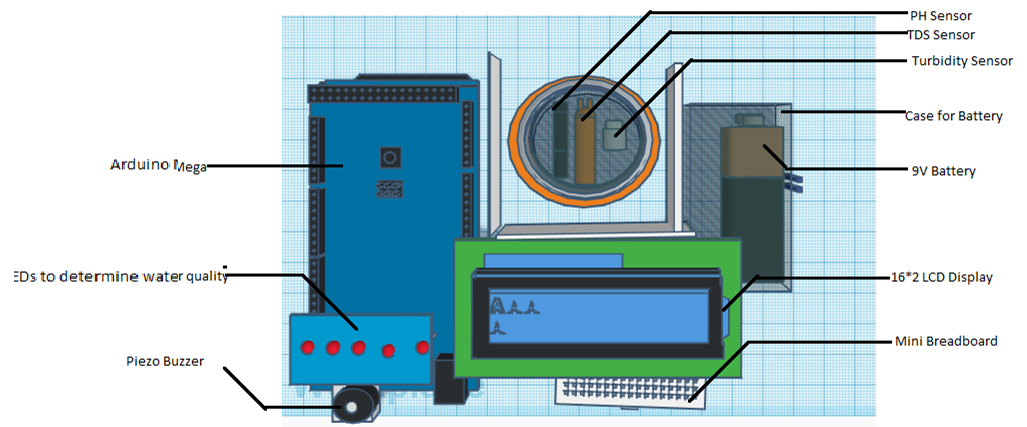 PH Sensor
TDS Sensor
Turbidity Sensor
Case for Battery
Arduino Mega
9V Battery
EDs to determine water quality
16*2 LCD Display
Mini Breadboard
Piezo Buzzer